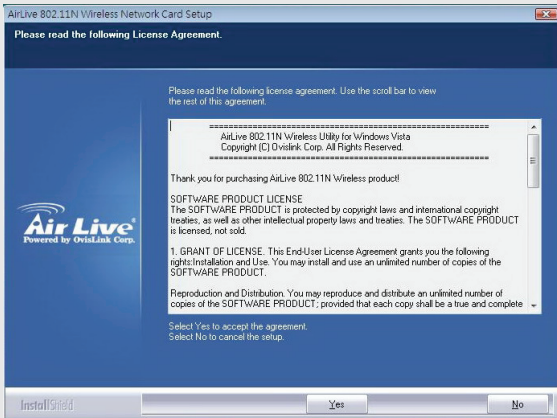 AirLive 802.11N Wireless Network Card Setup
Please read the following License Agreement.
Please read the following license agreement. Use the scroll bar to view
the rest of this agreement.
============================================================
AirLive 802.11N Wireless Utility for Windows Vista
Copyright (C) Ovislink Corp. All Rights Reserved.
============================================================
Thank you for purchasing AirLive 802.11N Wireless product!
SOFTWARE PRODUCT LICENSE
The SOFTWARE PRODUCT is protected by copyright laws and international copyright
treaties, as well as other intellectual property laws and treaties. The SOFTWARE PRODUCT
is licensed, not sold.
1. GRANT OF LICENSE. This End-User License Agreement grants you the following
rights:Installation and Use. You may install and use an unlimited number of copies of the
SOFTWARE PRODUCT.
Reproduction and Distribution. You may reproduce and distribute an unlimited number of
copies of the SOFTWARE PRODUCT; provided that each copy shall be a true and complete
Air Live®
Powered by OvisLink Corp.
Select Yes to accept the agreement.
Select No to cancel the setup.
InstallShield
Yes
No